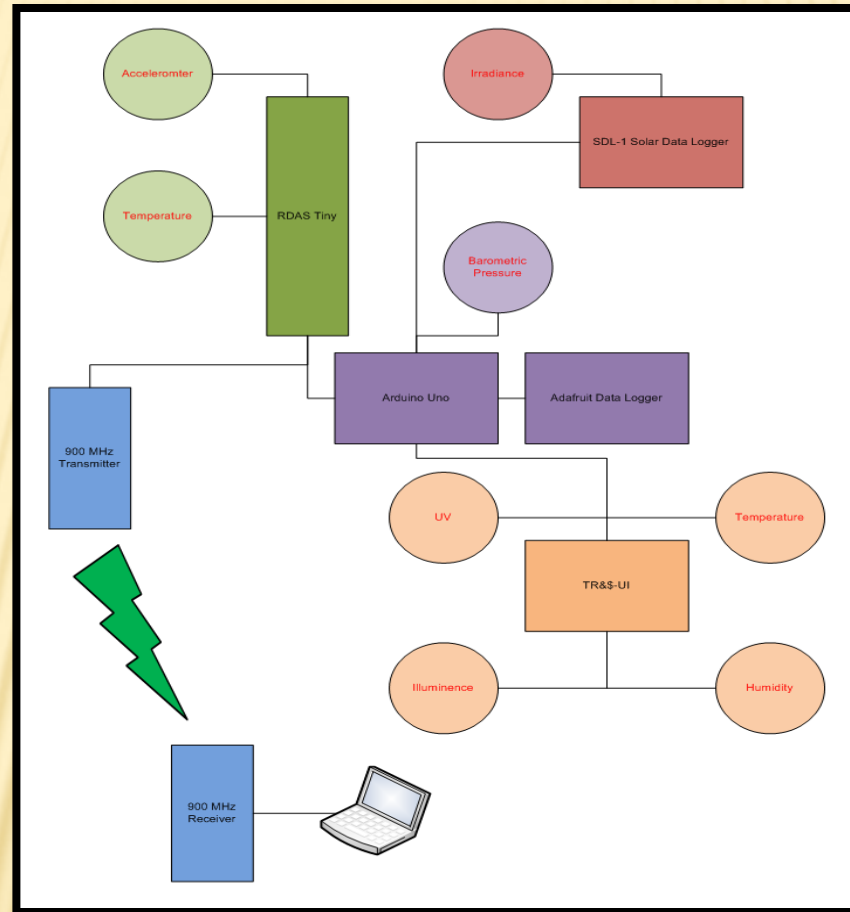 Acceleromter
Irradiance
SDL-1 Solar Data Logger
Temperature
RDAS Tiny
Barometric
Pressure
Arduino Uno
Adafruit Data Logger
900 MHz
Transmitter
UV
Temperature
TR&$-UI
Illuminence
Humidity
900 MHz
Receiver